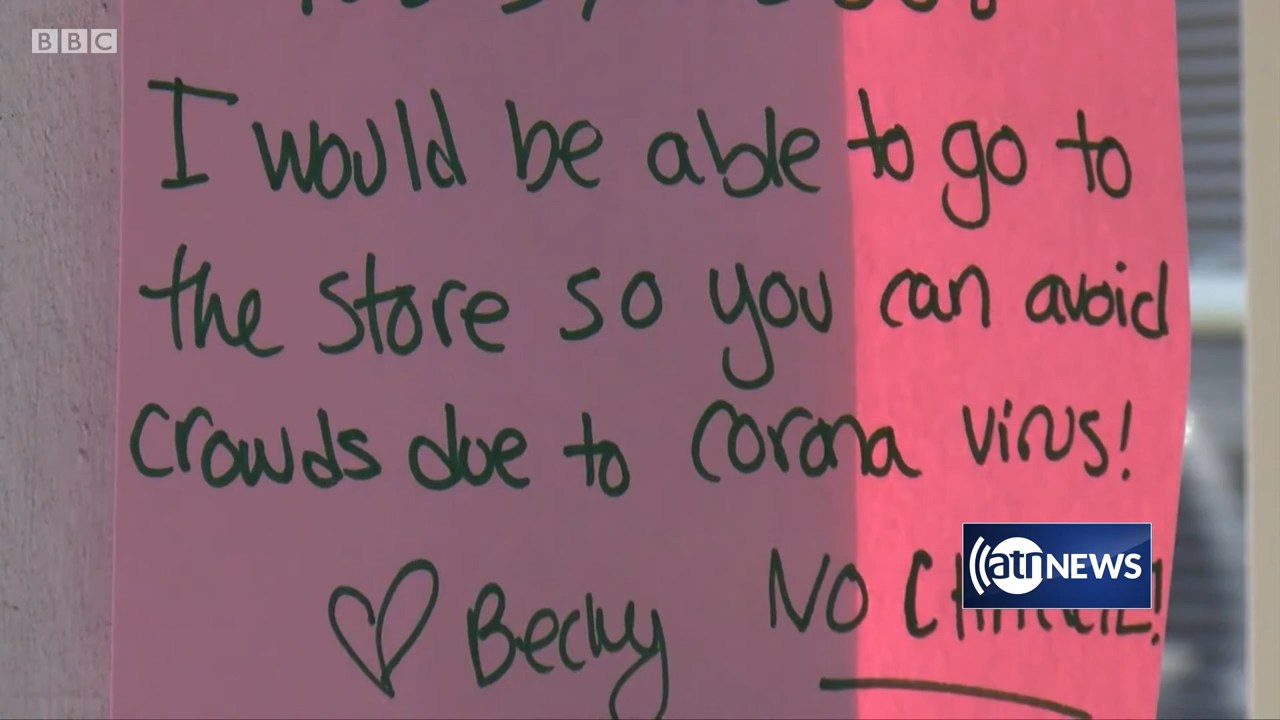 BBC
I would be able to go to
the store so you can avoid
crowds due to corona virus!
Becky NO
atn NEWS